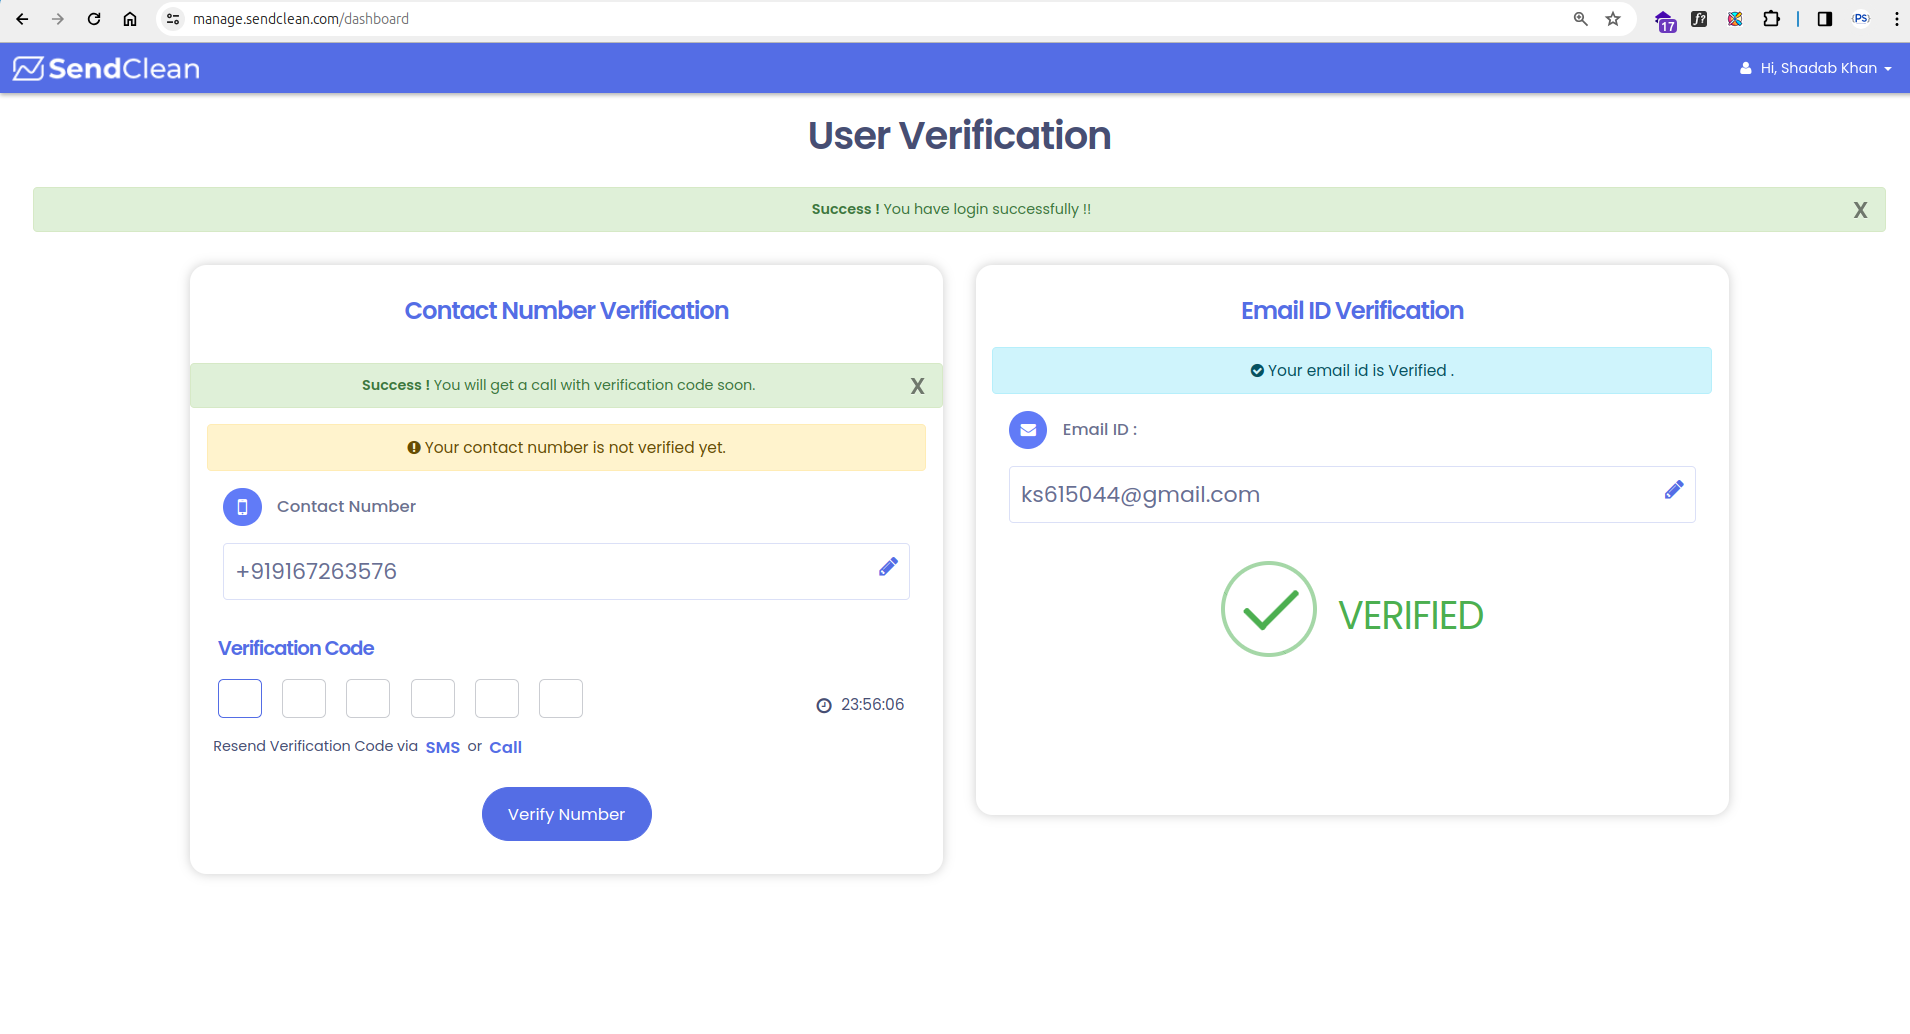 manage.sendclean.com/dashboard
17
f?
{PS}
SendClean
Hi, Shadab Khan
User Verification
Success ! You have login successfully !!
X
Contact Number Verification
Success ! You will get a call with verification code soon.
X
Your contact number is not verified yet.
Contact Number
+919167263576
Verification Code
23:56:06
Resend Verification Code via SMS or Call
Verify Number
Email ID Verification
Your email id is Verified .
Email ID :
ks615044@gmail.com
VERIFIED